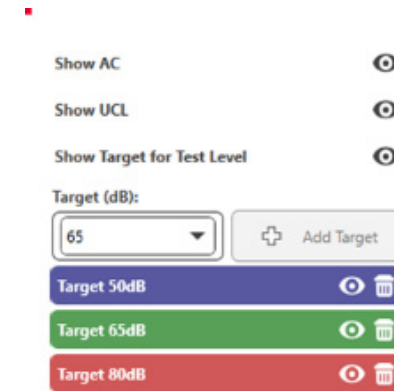 Show AC
Show UCL
Show Target for Test Level
Target (dB):
65 Add Target
Target 50dB
Target 65dB
Target 80dB